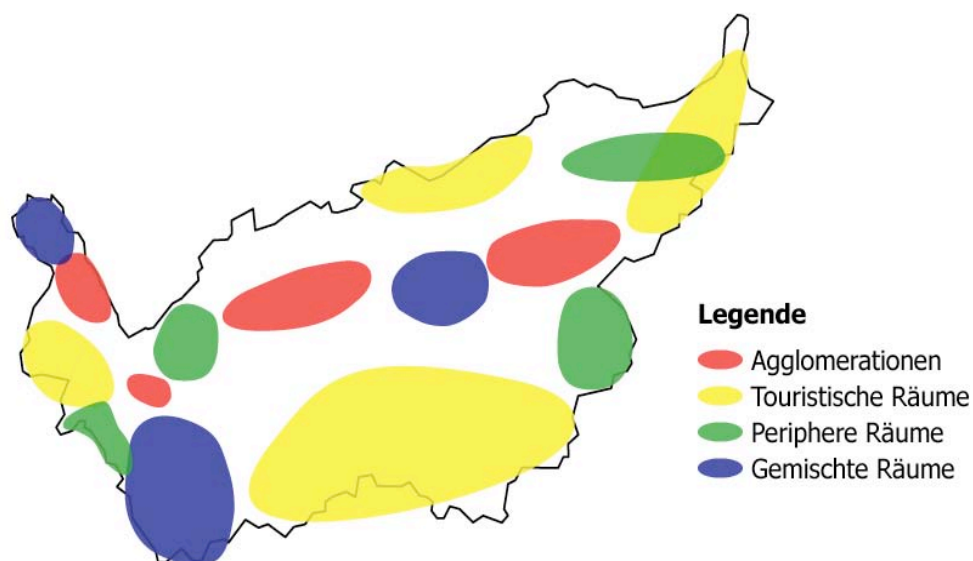 Legende
Agglomerationen
Touristische Räume
Periphere Räume
Gemischte Räume